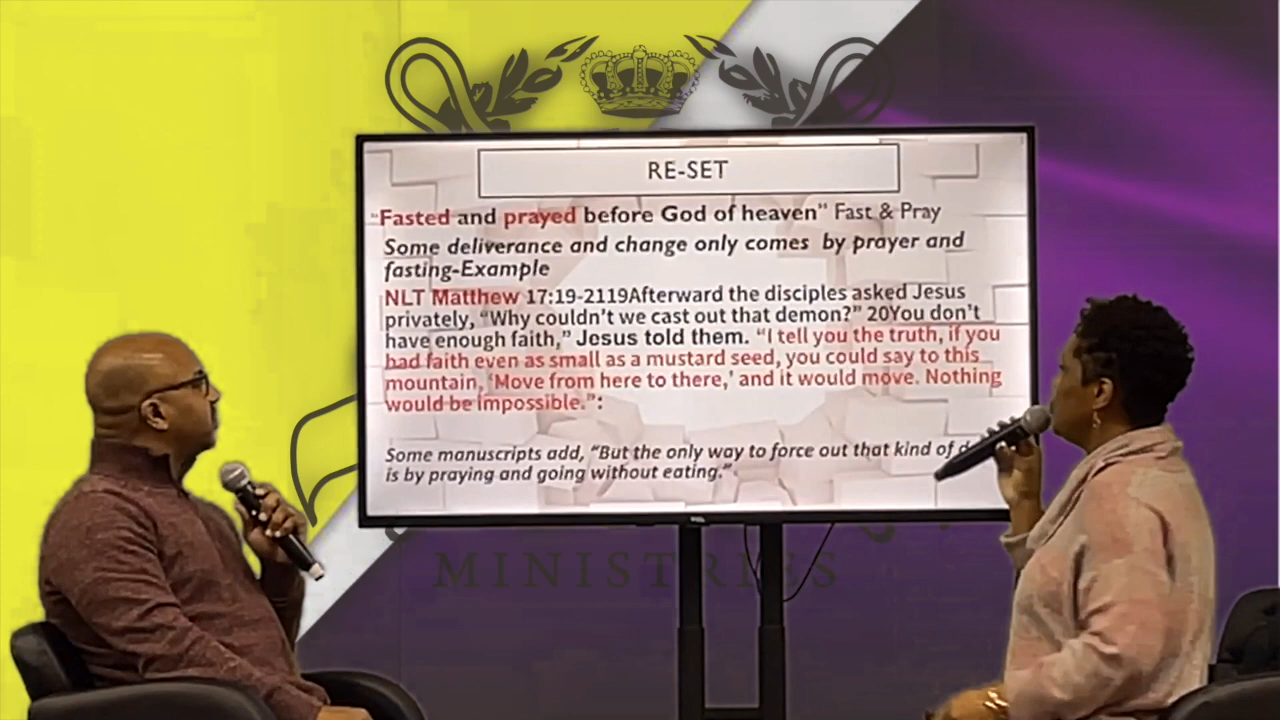 RE-SET
"Fasted and prayed before God of heaven" Fast & Pray
Some deliverance and change only comes by prayer and
fasting-Example
NLT Matthew 17:19-2119Afterward the disciples asked Jesus
privately, "Why couldn't we cast out that demon?" 20You don't
have enough faith," Jesus told them. "I tell you the truth, if you
had faith even as small as a mustard seed, you could say to this
mountain, 'Move from here to there,' and it would move. Nothing
would be impossible.":
Some manuscripts add, "But the only way to force out that kind of
is by praying and going without eating."
TCL
MINISTRIES